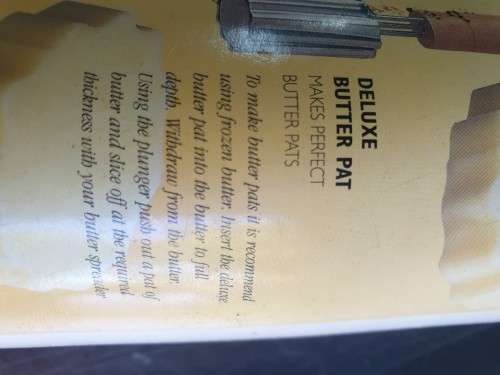 DELUXE
BUTTER PAT
MAKES PERFECT
BUTTER PATS
To make butter pats it is recommend
using frozen butter. Insert the deluxe
butter pat into the butter to full
depth. Withdraw from the butter.
Using the plunger push out a pat of
butter and slice off at the required
thickness with your butter spreader